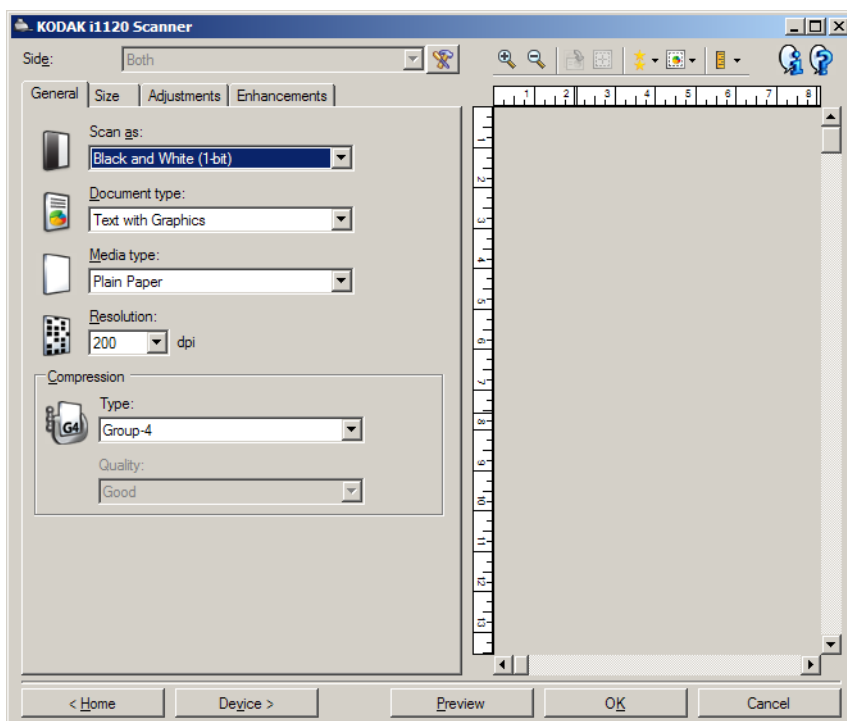 KODAK i1120 Scanner
Side:
Both
General
Size
Adjustments
Enhancements
Scan as:
Black and White (1-bit)
Document type:
Text with Graphics
Media type:
Plain Paper
Resolution:
200
dpi
Compression
Type:
G4
Group-4
Quality:
Good
1 2 3 4 5 6 7 8
1
2
3
4
5
6
7
8
9
10
11
12
13
< Home
Device >
Preview
OK
Cancel